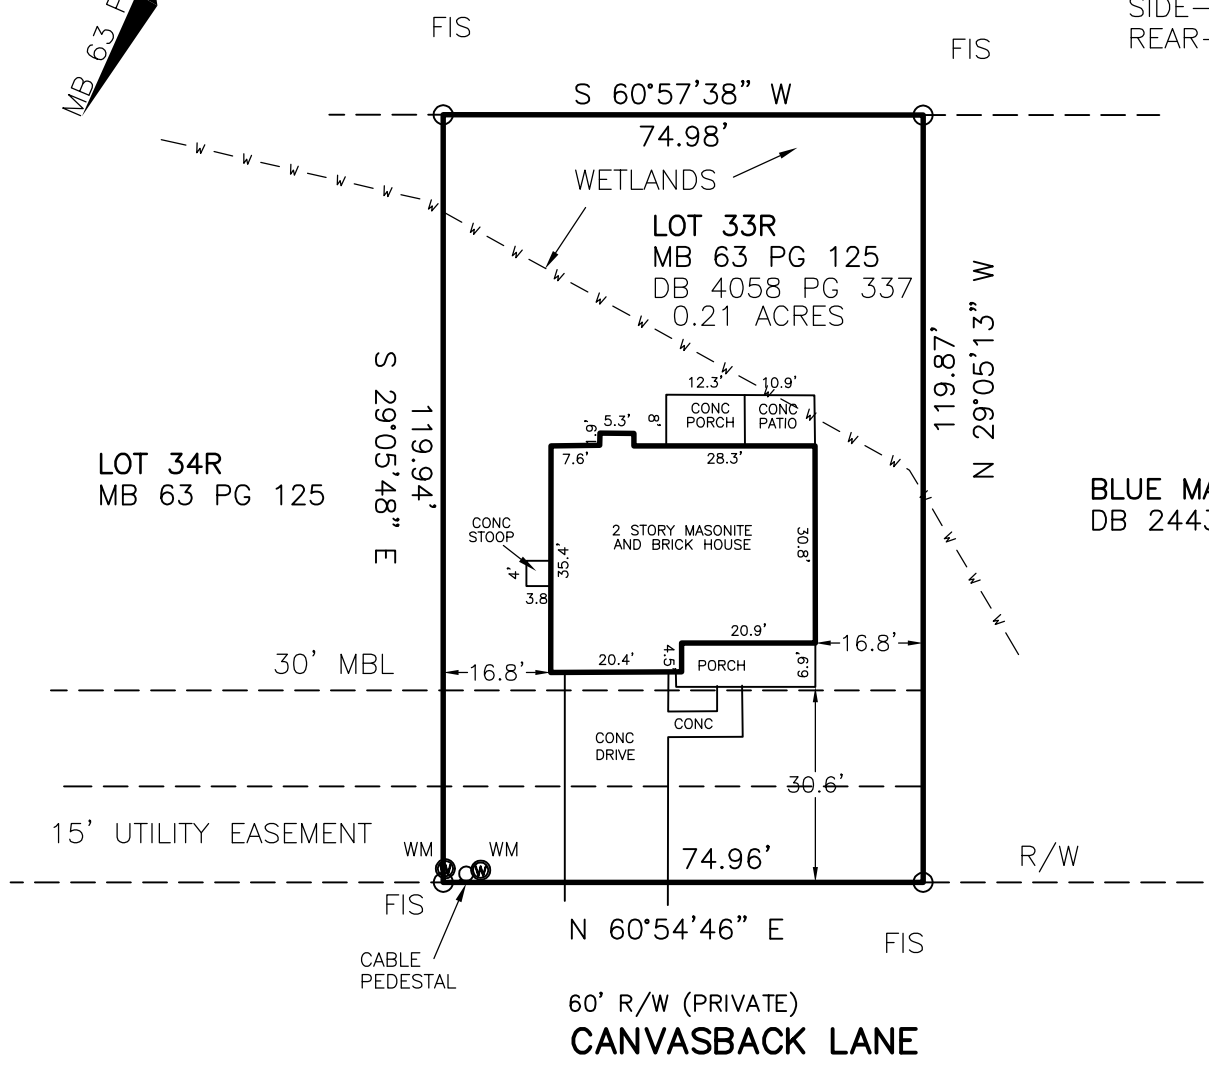 MB 63 P
FIS
FIS
SIDE-
REAR-
S 60°57'38" W
74.98'
WETLANDS
LOT 33R
MB 63 PG 125
DB 4058 PG 337
0.21 ACRES
W W W W W W W W W W W W W W W W W W W W W
S 29°05'48" E
119.94'
119.87'
N 29°05'13" W
LOT 34R
MB 63 PG 125
BLUE MA
DB 2443
12.3'
10.9'
8'
CONC
PORCH
CONC
PATIO
5.3'
1.6'
7.6'
28.3'
CONC
STOOP
4'
3.8
35.4'
2 STORY MASONITE
AND BRICK HOUSE
30.8'
20.9'
4.5
20.4'
PORCH
6.6'
16.8'
16.8'
30' MBL
CONC
CONC
DRIVE
30.6'
15' UTILITY EASEMENT
WM
WM
W
W
74.96'
R/W
FIS
FIS
N 60°54'46" E
CABLE
PEDESTAL
60' R/W (PRIVATE)
CANVASBACK LANE